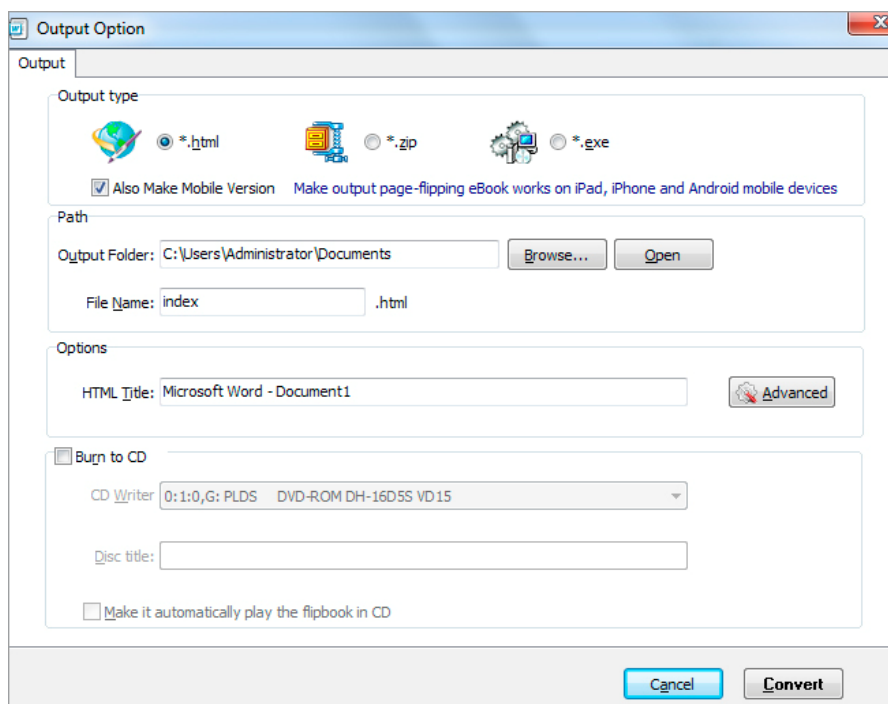 Output Option
Output
Output type
*.html
*.zip
*.exe
Also Make Mobile Version Make output page-flipping eBook works on iPad, iPhone and Android mobile devices
Path
Output Folder: C:\Users\Administrator\Documents Browse... Open
File Name: index .html
Options
HTML Title: Microsoft Word - Document1 Advanced
Burn to CD
CD Writer 0:1:0,G: PLDS DVD-ROM DH-16D5S VD15
Disc title:
Make it automatically play the flipbook in CD
Cancel Convert